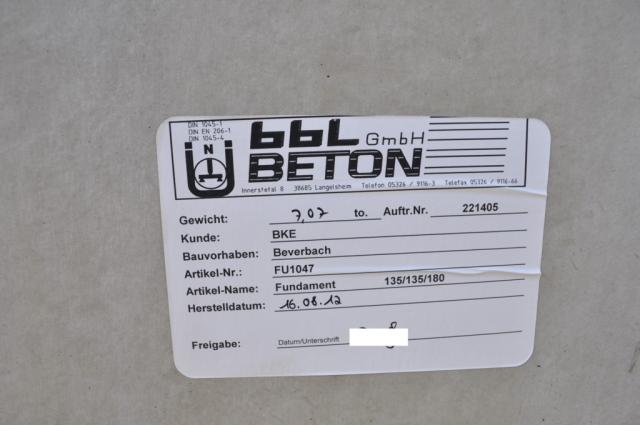 DIN 1045-1
DIN EN 206-1
DIN 1045-4
N
Ü
bbL GmbH
BETON
Innerstetal 8 38685 Langelsheim Telefon 05326 / 9116-3 Telefax 05326 / 9116-66
Gewicht: 7,07 to. Auftr.Nr. 221405
Kunde: BKE
Bauvorhaben: Beverbach
Artikel-Nr.: FU1047
Artikel-Name: Fundament 135/135/180
Herstelldatum: 16.08.12
Freigabe: Datum/Unterschrift